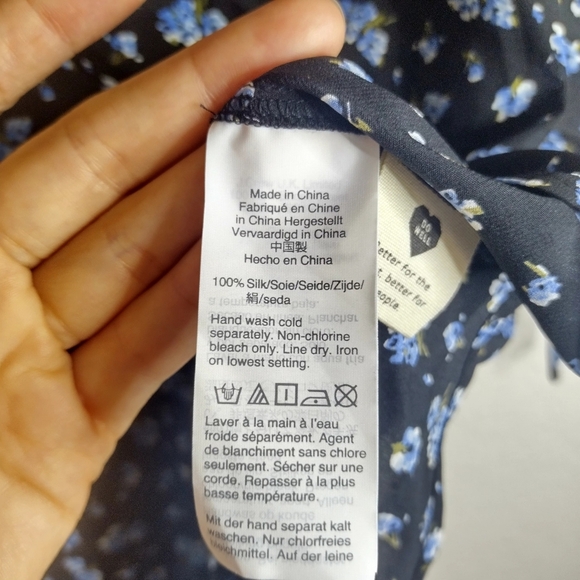 Made in China
Fabriqué en Chine
in China Hergestellt
Vervaardigd in China
中国製
Hecho en China
100% Silk/Soie/Seide/Zijde/
絹/seda
Hand wash cold
separately. Non-chlorine
bleach only. Line dry. Iron
on lowest setting.
Laver à la main à l'eau
froide séparément. Agent
de blanchiment sans chlore
seulement. Sécher sur une
corde. Repasser à la plus
basse température.
Mit der hand separat kalt
waschen. Nur chlorfreies
bleichmittel. Auf der leine
DO
WELL
better for the
better for
people.